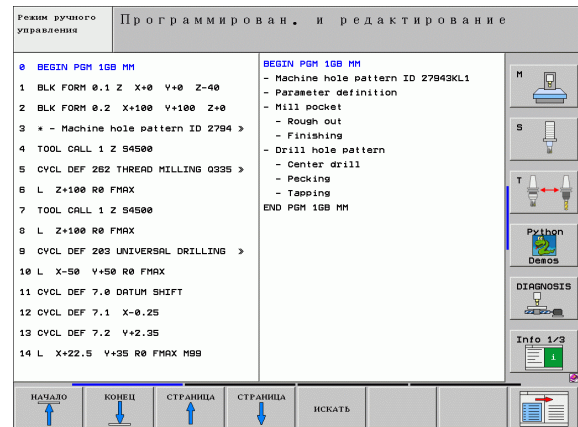 Режим ручного
управления
Программирован. и редактирование
0 BEGIN PGM 1GB MM
1 BLK FORM 0.1 Z X+0 Y+0 Z-40
2 BLK FORM 0.2 X+100 Y+100 Z+0
3 * - Machine hole pattern ID 2794 »
4 TOOL CALL 1 Z S4500
5 CYCL DEF 262 THREAD MILLING Q335 »
6 L Z+100 R0 FMAX
7 TOOL CALL 1 Z S4500
8 L Z+100 R0 FMAX
9 CYCL DEF 203 UNIVERSAL DRILLING »
10 L X-50 Y+50 R0 FMAX
11 CYCL DEF 7.0 DATUM SHIFT
12 CYCL DEF 7.1 X-0.25
13 CYCL DEF 7.2 Y+2.35
14 L X+22.5 Y+35 R0 FMAX M99
BEGIN PGM 1GB MM
- Machine hole pattern ID 27943KL1
- Parameter definition
- Mill pocket
- Rough out
- Finishing
- Drill hole pattern
- Center drill
- Pecking
- Tapping
END PGM 1GB MM
M
S
T
Python
Demos
DIAGNOSIS
Info 1/3
i
НАЧАЛО
КОНЕЦ
СТРАНИЦА
СТРАНИЦА
ИСКАТЬ